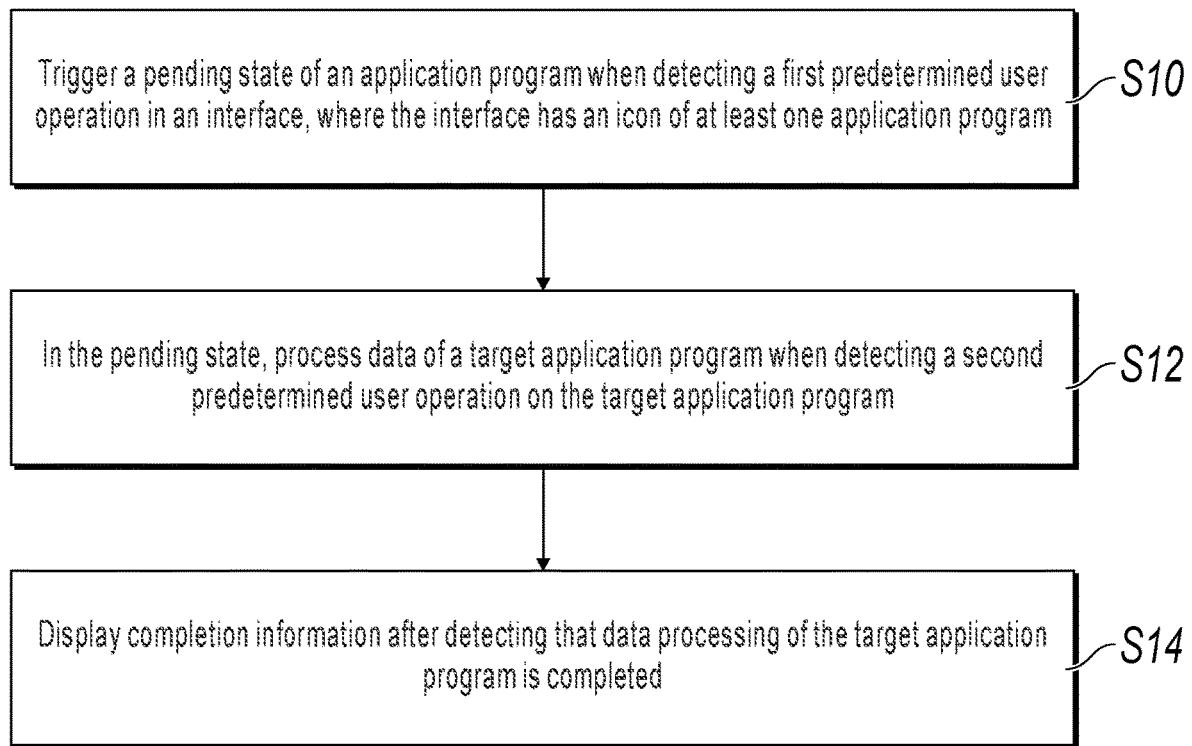 Trigger a pending state of an application program when detecting a first predetermined user
operation in an interface, where the interface has an icon of at least one application program
S10
In the pending state, process data of a target application program when detecting a second
predetermined user operation on the target application program
S12
Display completion information after detecting that data processing of the target application
program is completed
S14